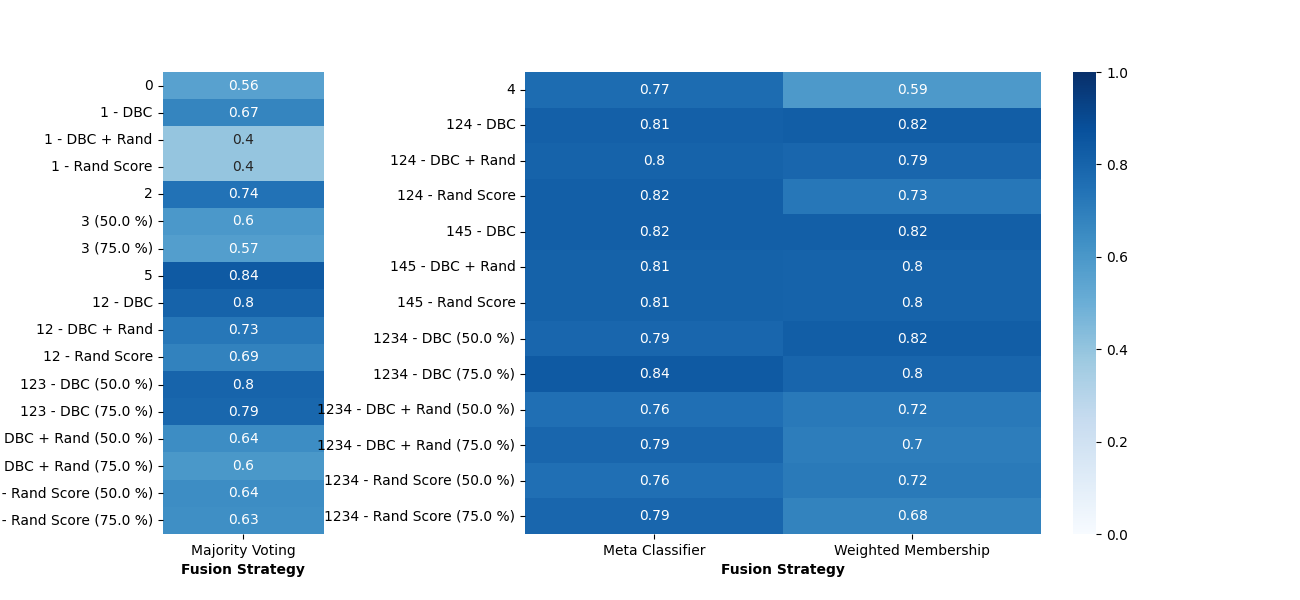 0 0.56
1 - DBC 0.67
1 - DBC + Rand 0.4
1 - Rand Score 0.4
2 0.74
3 (50.0 %) 0.6
3 (75.0 %) 0.57
5 0.84
12 - DBC 0.8
12 - DBC + Rand 0.73
12 - Rand Score 0.69
123 - DBC (50.0 %) 0.8
123 - DBC (75.0 %) 0.79
DBC + Rand (50.0 %) 0.64
DBC + Rand (75.0 %) 0.6
- Rand Score (50.0 %) 0.64
- Rand Score (75.0 %) 0.63
Majority Voting
Fusion Strategy
4 0.77 0.59
124 - DBC 0.81 0.82
124 - DBC + Rand 0.8 0.79
124 - Rand Score 0.82 0.73
145 - DBC 0.82 0.82
145 - DBC + Rand 0.81 0.8
145 - Rand Score 0.81 0.8
1234 - DBC (50.0 %) 0.79 0.82
1234 - DBC (75.0 %) 0.84 0.8
1234 - DBC + Rand (50.0 %) 0.76 0.72
1234 - DBC + Rand (75.0 %) 0.79 0.7
1234 - Rand Score (50.0 %) 0.76 0.72
1234 - Rand Score (75.0 %) 0.79 0.68
Meta Classifier Weighted Membership
Fusion Strategy
1.0
0.8
0.6
0.4
0.2
0.0